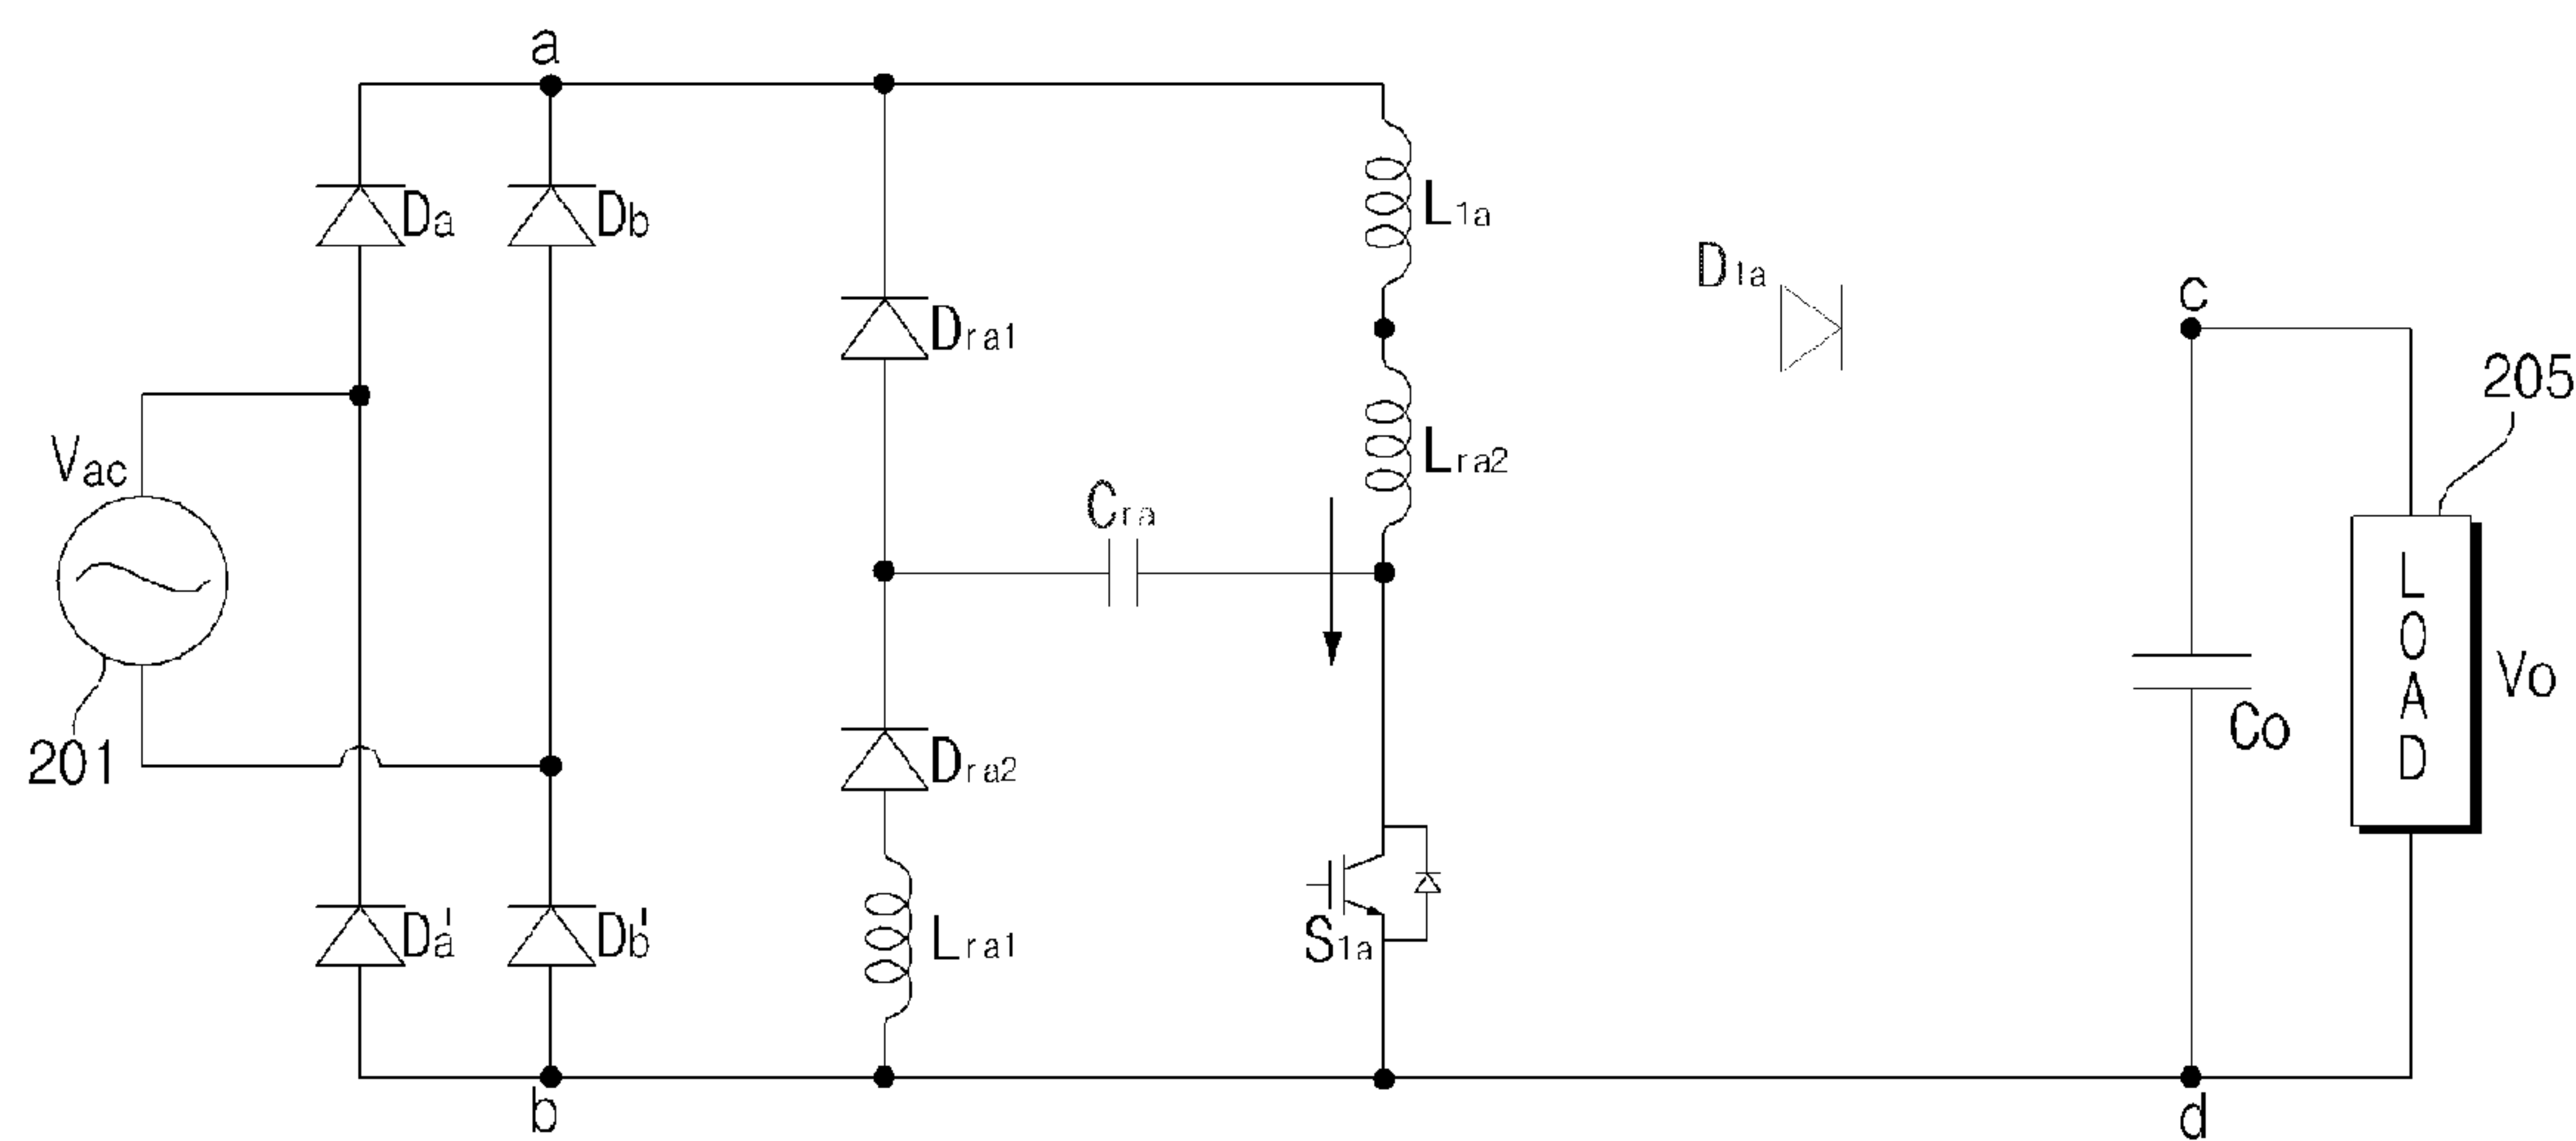 a
Da
Db
L1a
Dra1
D1a
c
205
Vac
Lra2
Cra
LOAD
Vo
Co
201
Dra2
Da'
Db'
Lra1
S1a
b
d